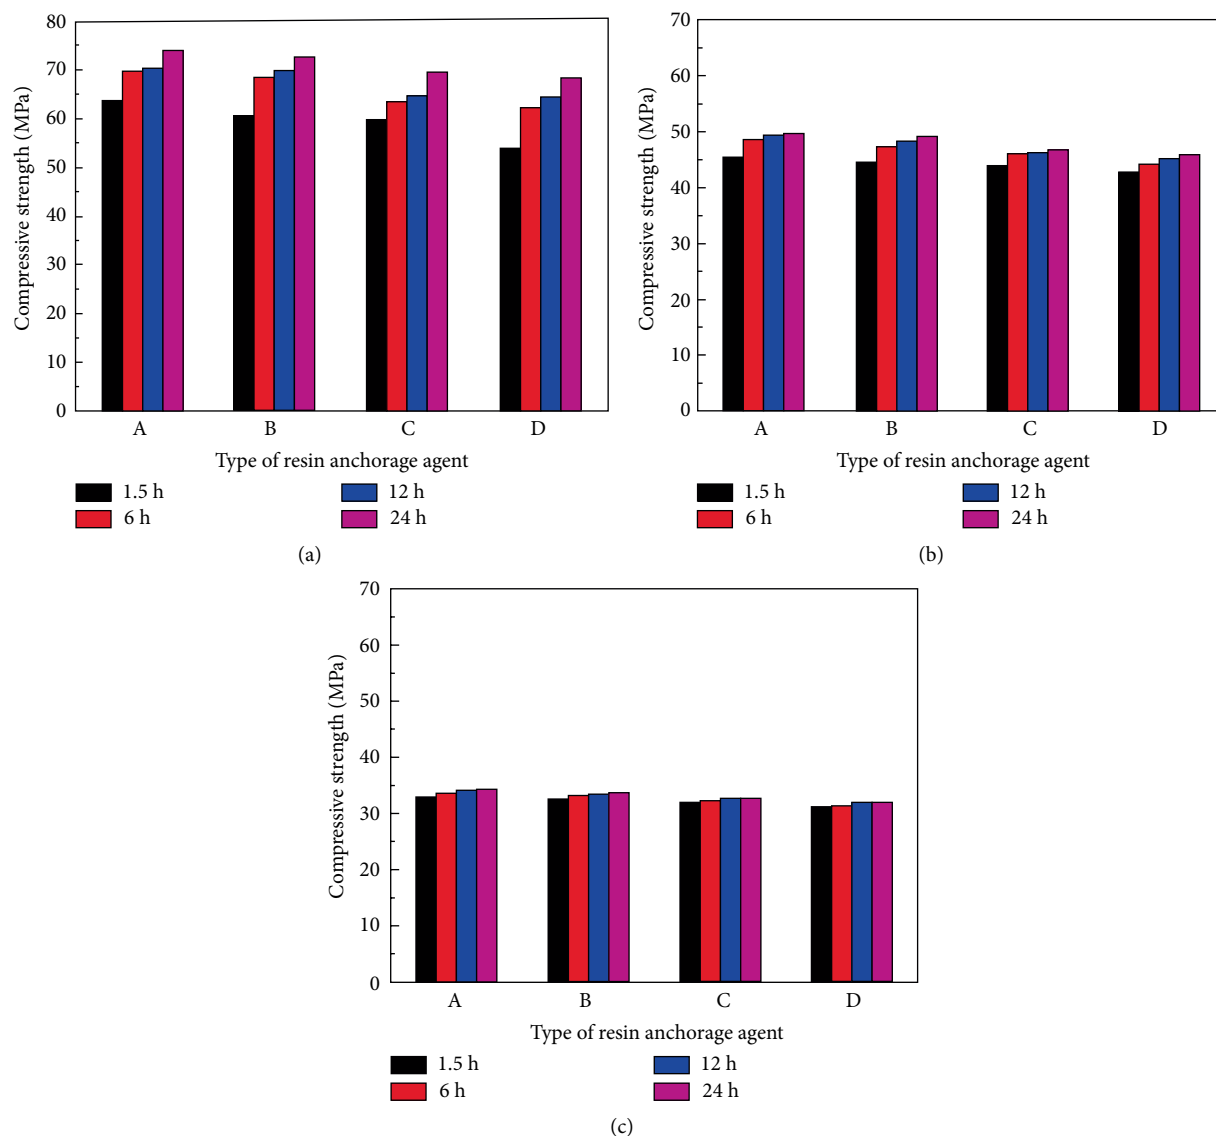 80
70
60
50
40
30
20
10
0
Compressive strength (MPa)
A B C D
Type of resin anchorage agent
1.5 h 12 h
6 h 24 h
(a)
70
60
50
40
30
20
10
0
Compressive strength (MPa)
A B C D
Type of resin anchorage agent
1.5 h 12 h
6 h 24 h
(b)
70
60
50
40
30
20
10
0
Compressive strength (MPa)
A B C D
Type of resin anchorage agent
1.5 h 12 h
6 h 24 h
(c)